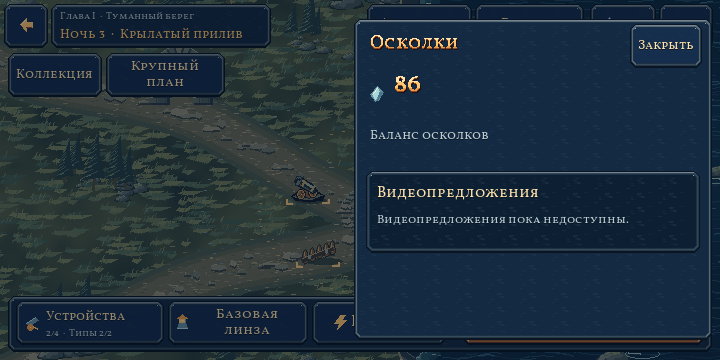 Глава I · Туманный берег
Ночь 3 · Крылатый прилив
Коллекция
Крупный
план
Осколки
Закрыть
86
Баланс осколков
Видеопредложения
Видеопредложения пока недоступны.
Устройства
2/4 · Типы 2/2
Базовая
линза